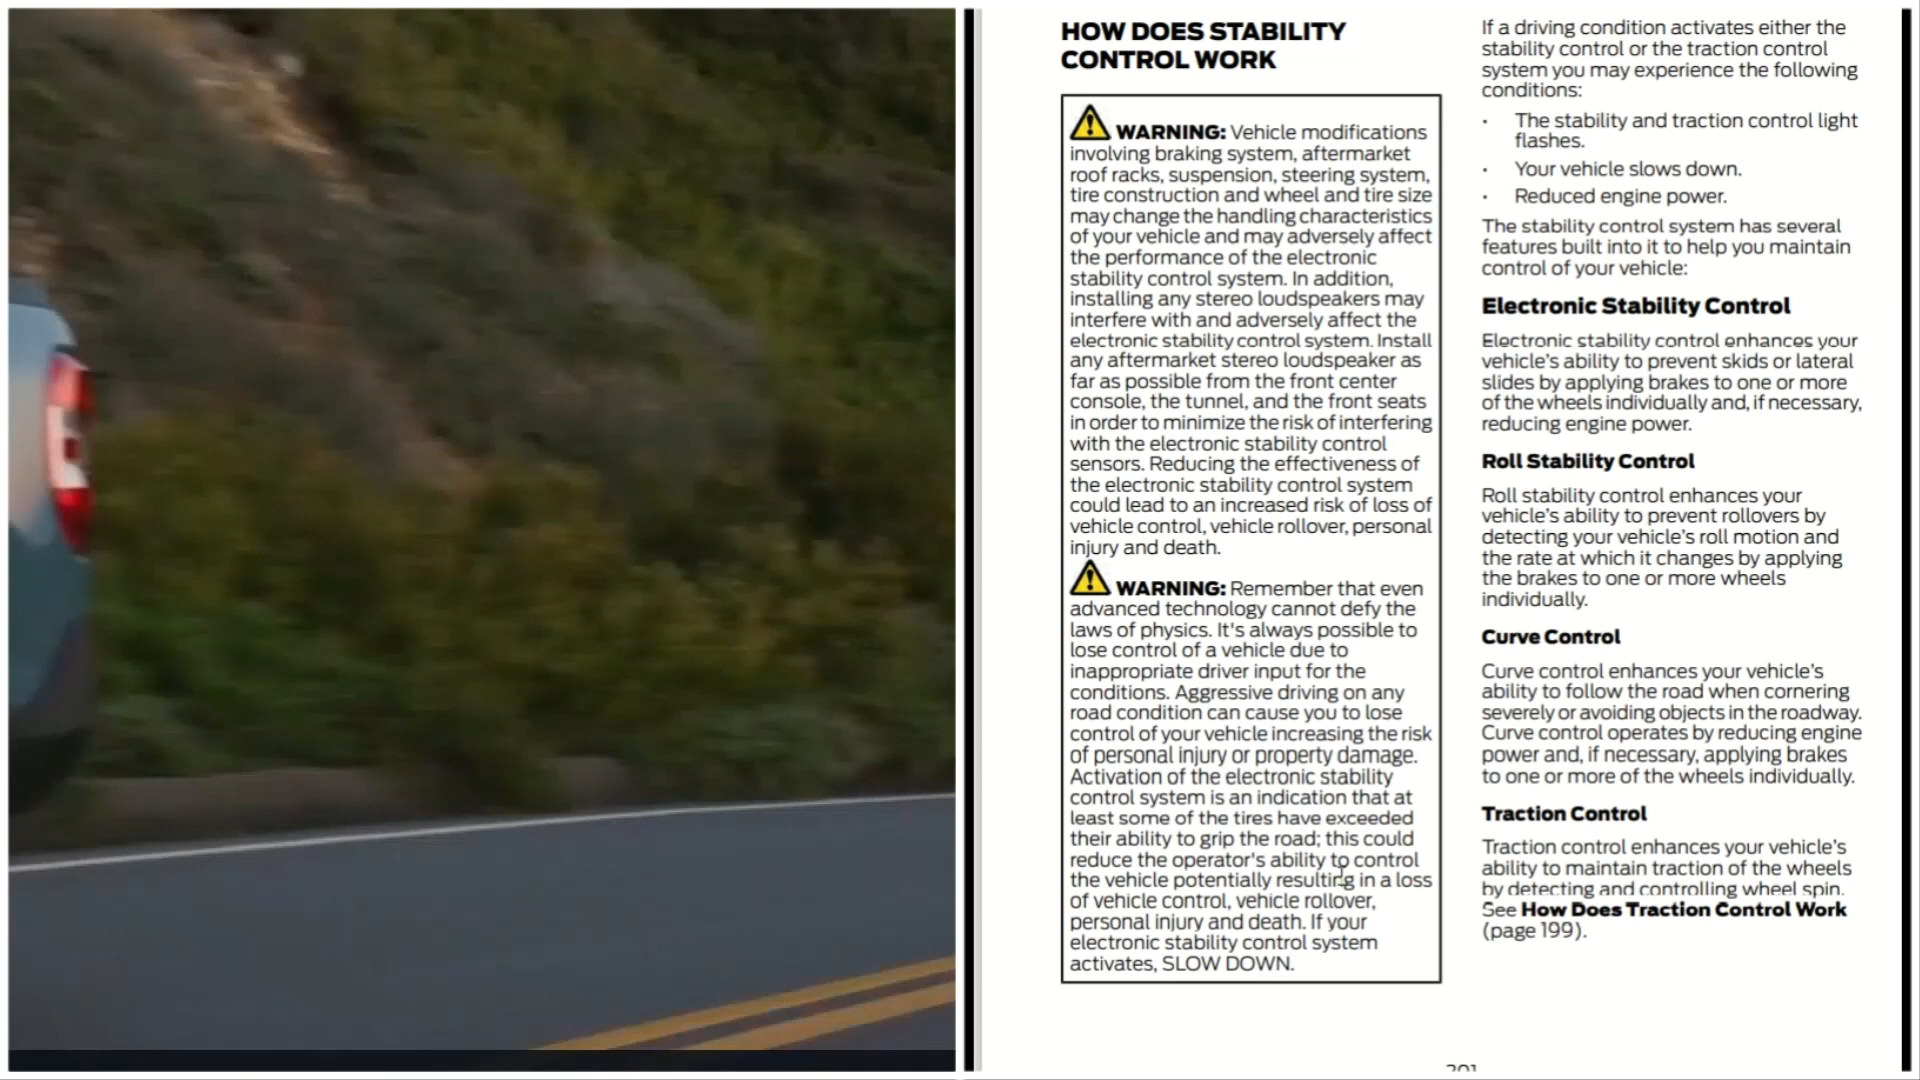 HOW DOES STABILITY
CONTROL WORK
WARNING: Vehicle modifications
involving braking system, aftermarket
roof racks, suspension, steering system,
tire construction and wheel and tire size
may change the handling characteristics
of your vehicle and may adversely affect
the performance of the electronic
stability control system. In addition,
installing any stereo loudspeakers may
interfere with and adversely affect the
electronic stability control system. Install
any aftermarket stereo loudspeaker as
far as possible from the front center
console, the tunnel, and the front seats
in order to minimize the risk of interfering
with the electronic stability control
sensors. Reducing the effectiveness of
the electronic stability control system
could lead to an increased risk of loss of
vehicle control, vehicle rollover, personal
injury and death.
WARNING: Remember that even
advanced technology cannot defy the
laws of physics. It's always possible to
lose control of a vehicle due to
inappropriate driver input for the
conditions. Aggressive driving on any
road condition can cause you to lose
control of your vehicle increasing the risk
of personal injury or property damage.
Activation of the electronic stability
control system is an indication that at
least some of the tires have exceeded
their ability to grip the road; this could
reduce the operator's ability to control
the vehicle potentially resulting in a loss
of vehicle control, vehicle rollover,
personal injury and death. If your
electronic stability control system
activates, SLOW DOWN.
If a driving condition activates either the
stability control or the traction control
system you may experience the following
conditions:
· The stability and traction control light
flashes.
· Your vehicle slows down.
· Reduced engine power.
The stability control system has several
features built into it to help you maintain
control of your vehicle:
Electronic Stability Control
Electronic stability control enhances your
vehicle's ability to prevent skids or lateral
slides by applying brakes to one or more
of the wheels individually and, if necessary,
reducing engine power.
Roll Stability Control
Roll stability control enhances your
vehicle's ability to prevent rollovers by
detecting your vehicle's roll motion and
the rate at which it changes by applying
the brakes to one or more wheels
individually.
Curve Control
Curve control enhances your vehicle's
ability to follow the road when cornering
severely or avoiding objects in the roadway.
Curve control operates by reducing engine
power and, if necessary, applying brakes
to one or more of the wheels individually.
Traction Control
Traction control enhances your vehicle's
ability to maintain traction of the wheels
by detecting and controlling wheel spin.
See How Does Traction Control Work
(page 199).